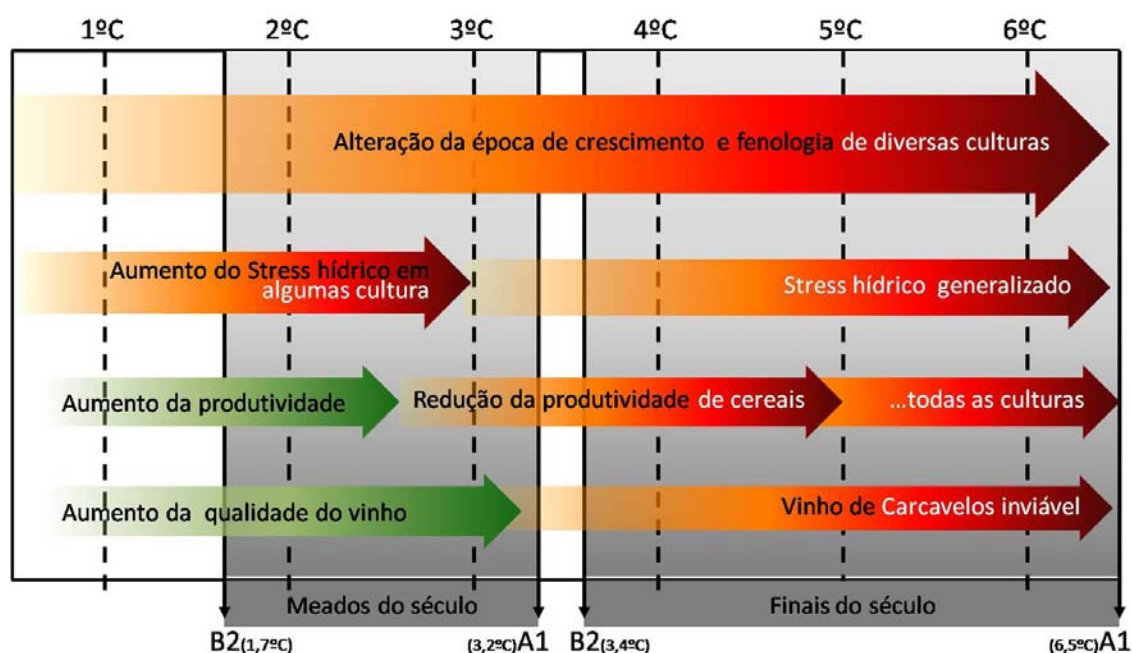 1ºC 2ºC 3ºC 4ºC 5ºC 6ºC
Alteração da época de crescimento e fenologia de diversas culturas
Aumento do Stress hídrico em
algumas cultura
Stress hídrico generalizado
Aumento da produtividade
Redução da produtividade de cereais
...todas as culturas
Aumento da qualidade do vinho
Vinho de Carcavelos inviável
Meados do século
Finais do século
B2(1,7ºC) (3,2ºC)A1 B2(3,4ºC) (6,5ºC)A1